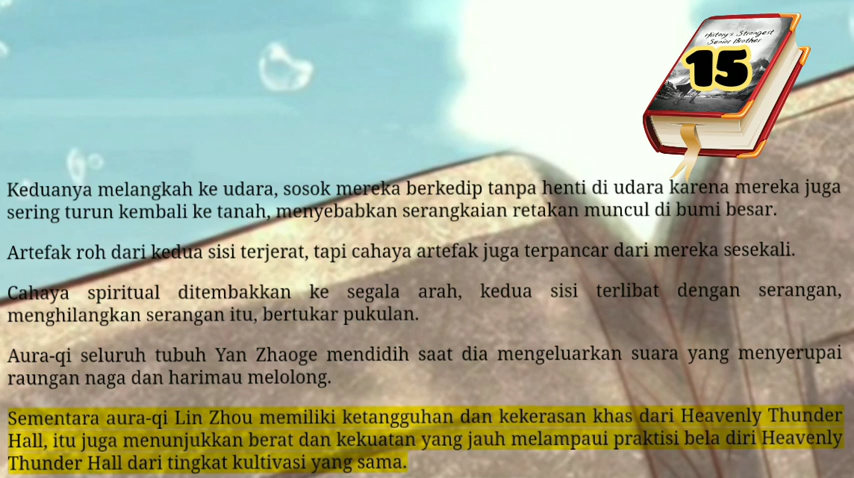 History's Strongest
Senior Brother
15
Keduanya melangkah ke udara, sosok mereka berkedip tanpa henti di udara karena mereka juga
sering turun kembali ke tanah, menyebabkan serangkaian retakan muncul di bumi besar.
Artefak roh dari kedua sisi terjerat, tapi cahaya artefak juga terpancar dari mereka sesekali.
Cahaya spiritual ditembakkan ke segala arah, kedua sisi terlibat dengan serangan,
menghilangkan serangan itu, bertukar pukulan.
Aura-qi seluruh tubuh Yan Zhaoge mendidih saat dia mengeluarkan suara yang menyerupai
raungan naga dan harimau melolong.
Sementara aura-qi Lin Zhou memiliki ketangguhan dan kekerasan khas dari Heavenly Thunder
Hall, itu juga menunjukkan berat dan kekuatan yang jauh melampaui praktisi bela diri Heavenly
Thunder Hall dari tingkat kultivasi yang sama.